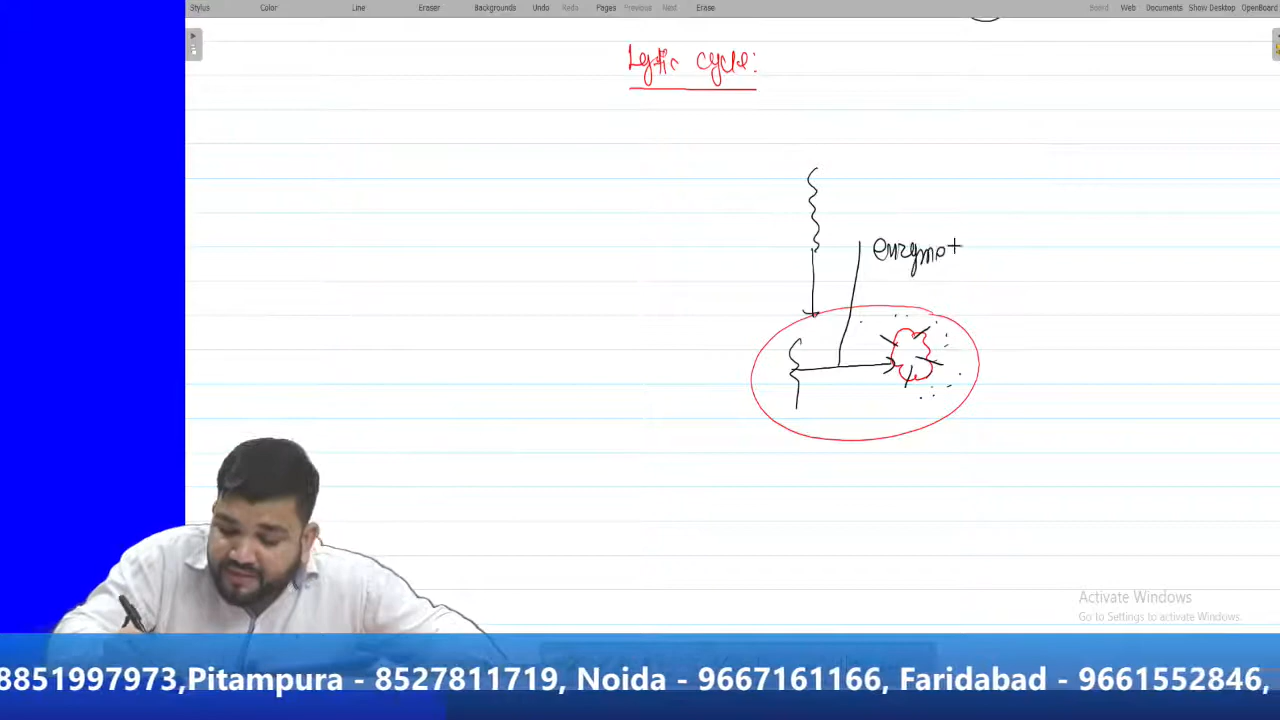 Stylus Color Line Eraser Backgrounds Undo Redo Pages Previous Next Erase Board Web Documents Show Desktop OpenBoard
Lytic cycle:
enzyme +
Activate Windows
Go to Settings to activate Windows.
8851997973,Pitampura - 8527811719, Noida - 9667161166, Faridabad - 9661552846,